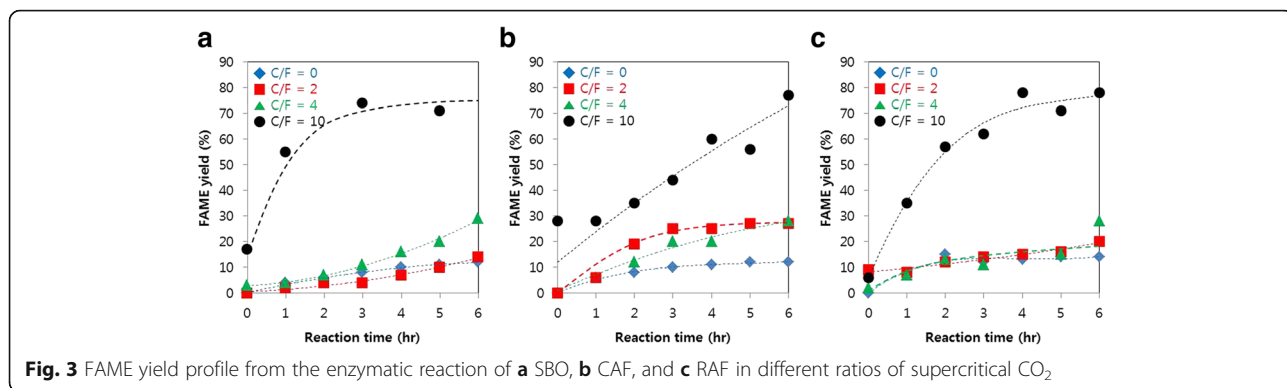 a
90
80
70
60
50
40
30
20
10
0
FAME yield (%)
C/F = 0
C/F = 2
C/F = 4
C/F = 10
0 1 2 3 4 5 6
Reaction time (hr)
b
90
80
70
60
50
40
30
20
10
0
FAME yield (%)
C/F = 0
C/F = 2
C/F = 4
C/F = 10
0 1 2 3 4 5 6
Reaction time (hr)
c
90
80
70
60
50
40
30
20
10
0
FAME yield (%)
C/F = 0
C/F = 2
C/F = 4
C/F = 10
0 1 2 3 4 5 6
Reaction time (hr)
Fig. 3 FAME yield profile from the enzymatic reaction of a SBO, b CAF, and c RAF in different ratios of supercritical CO₂